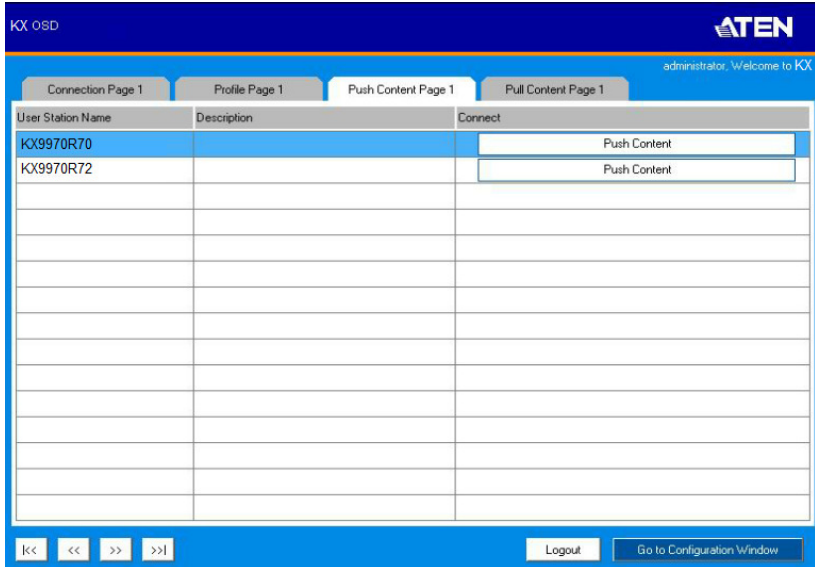 KX OSD
ATEN
administrator, Welcome to KX
Connection Page 1 Profile Page 1 Push Content Page 1 Pull Content Page 1
User Station Name Description Connect
KX9970R70 Push Content
KX9970R72 Push Content
|<< << >> >>| Logout Go to Configuration Window